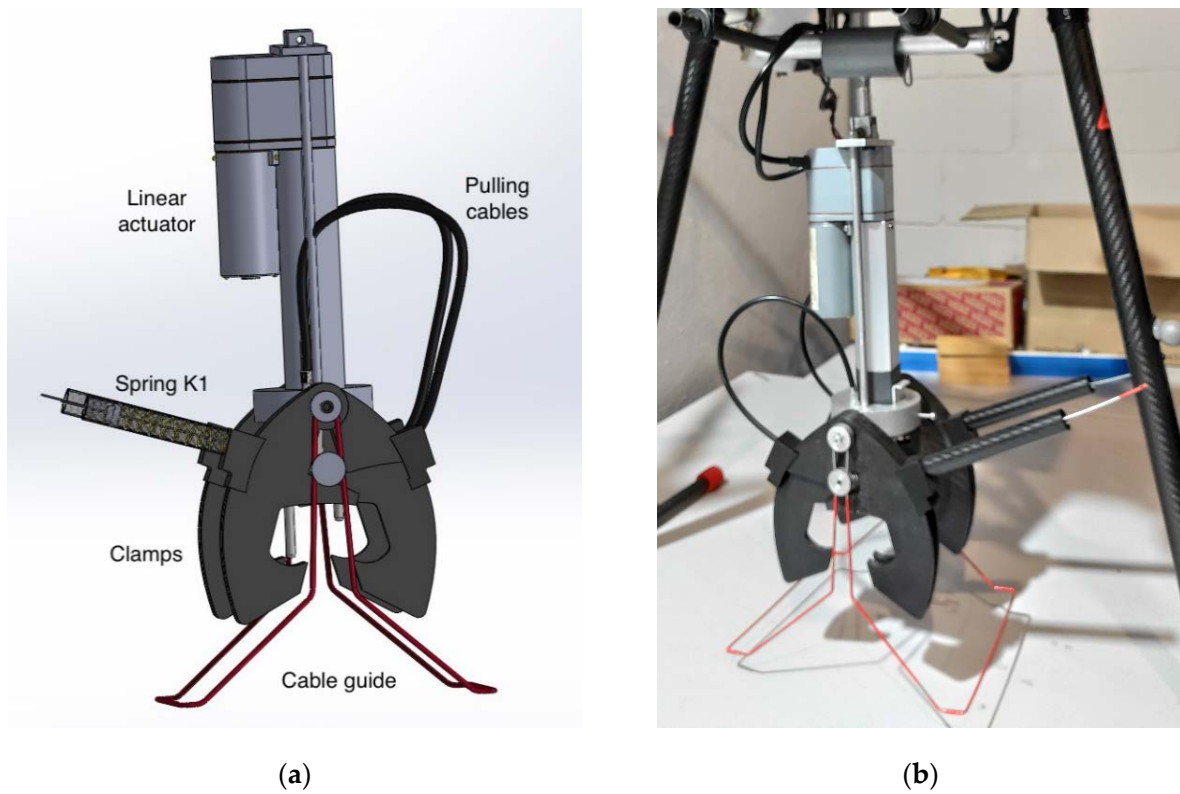 Linear
actuator
Pulling
cables
Spring K1
Clamps
Cable guide
(a)
(b)